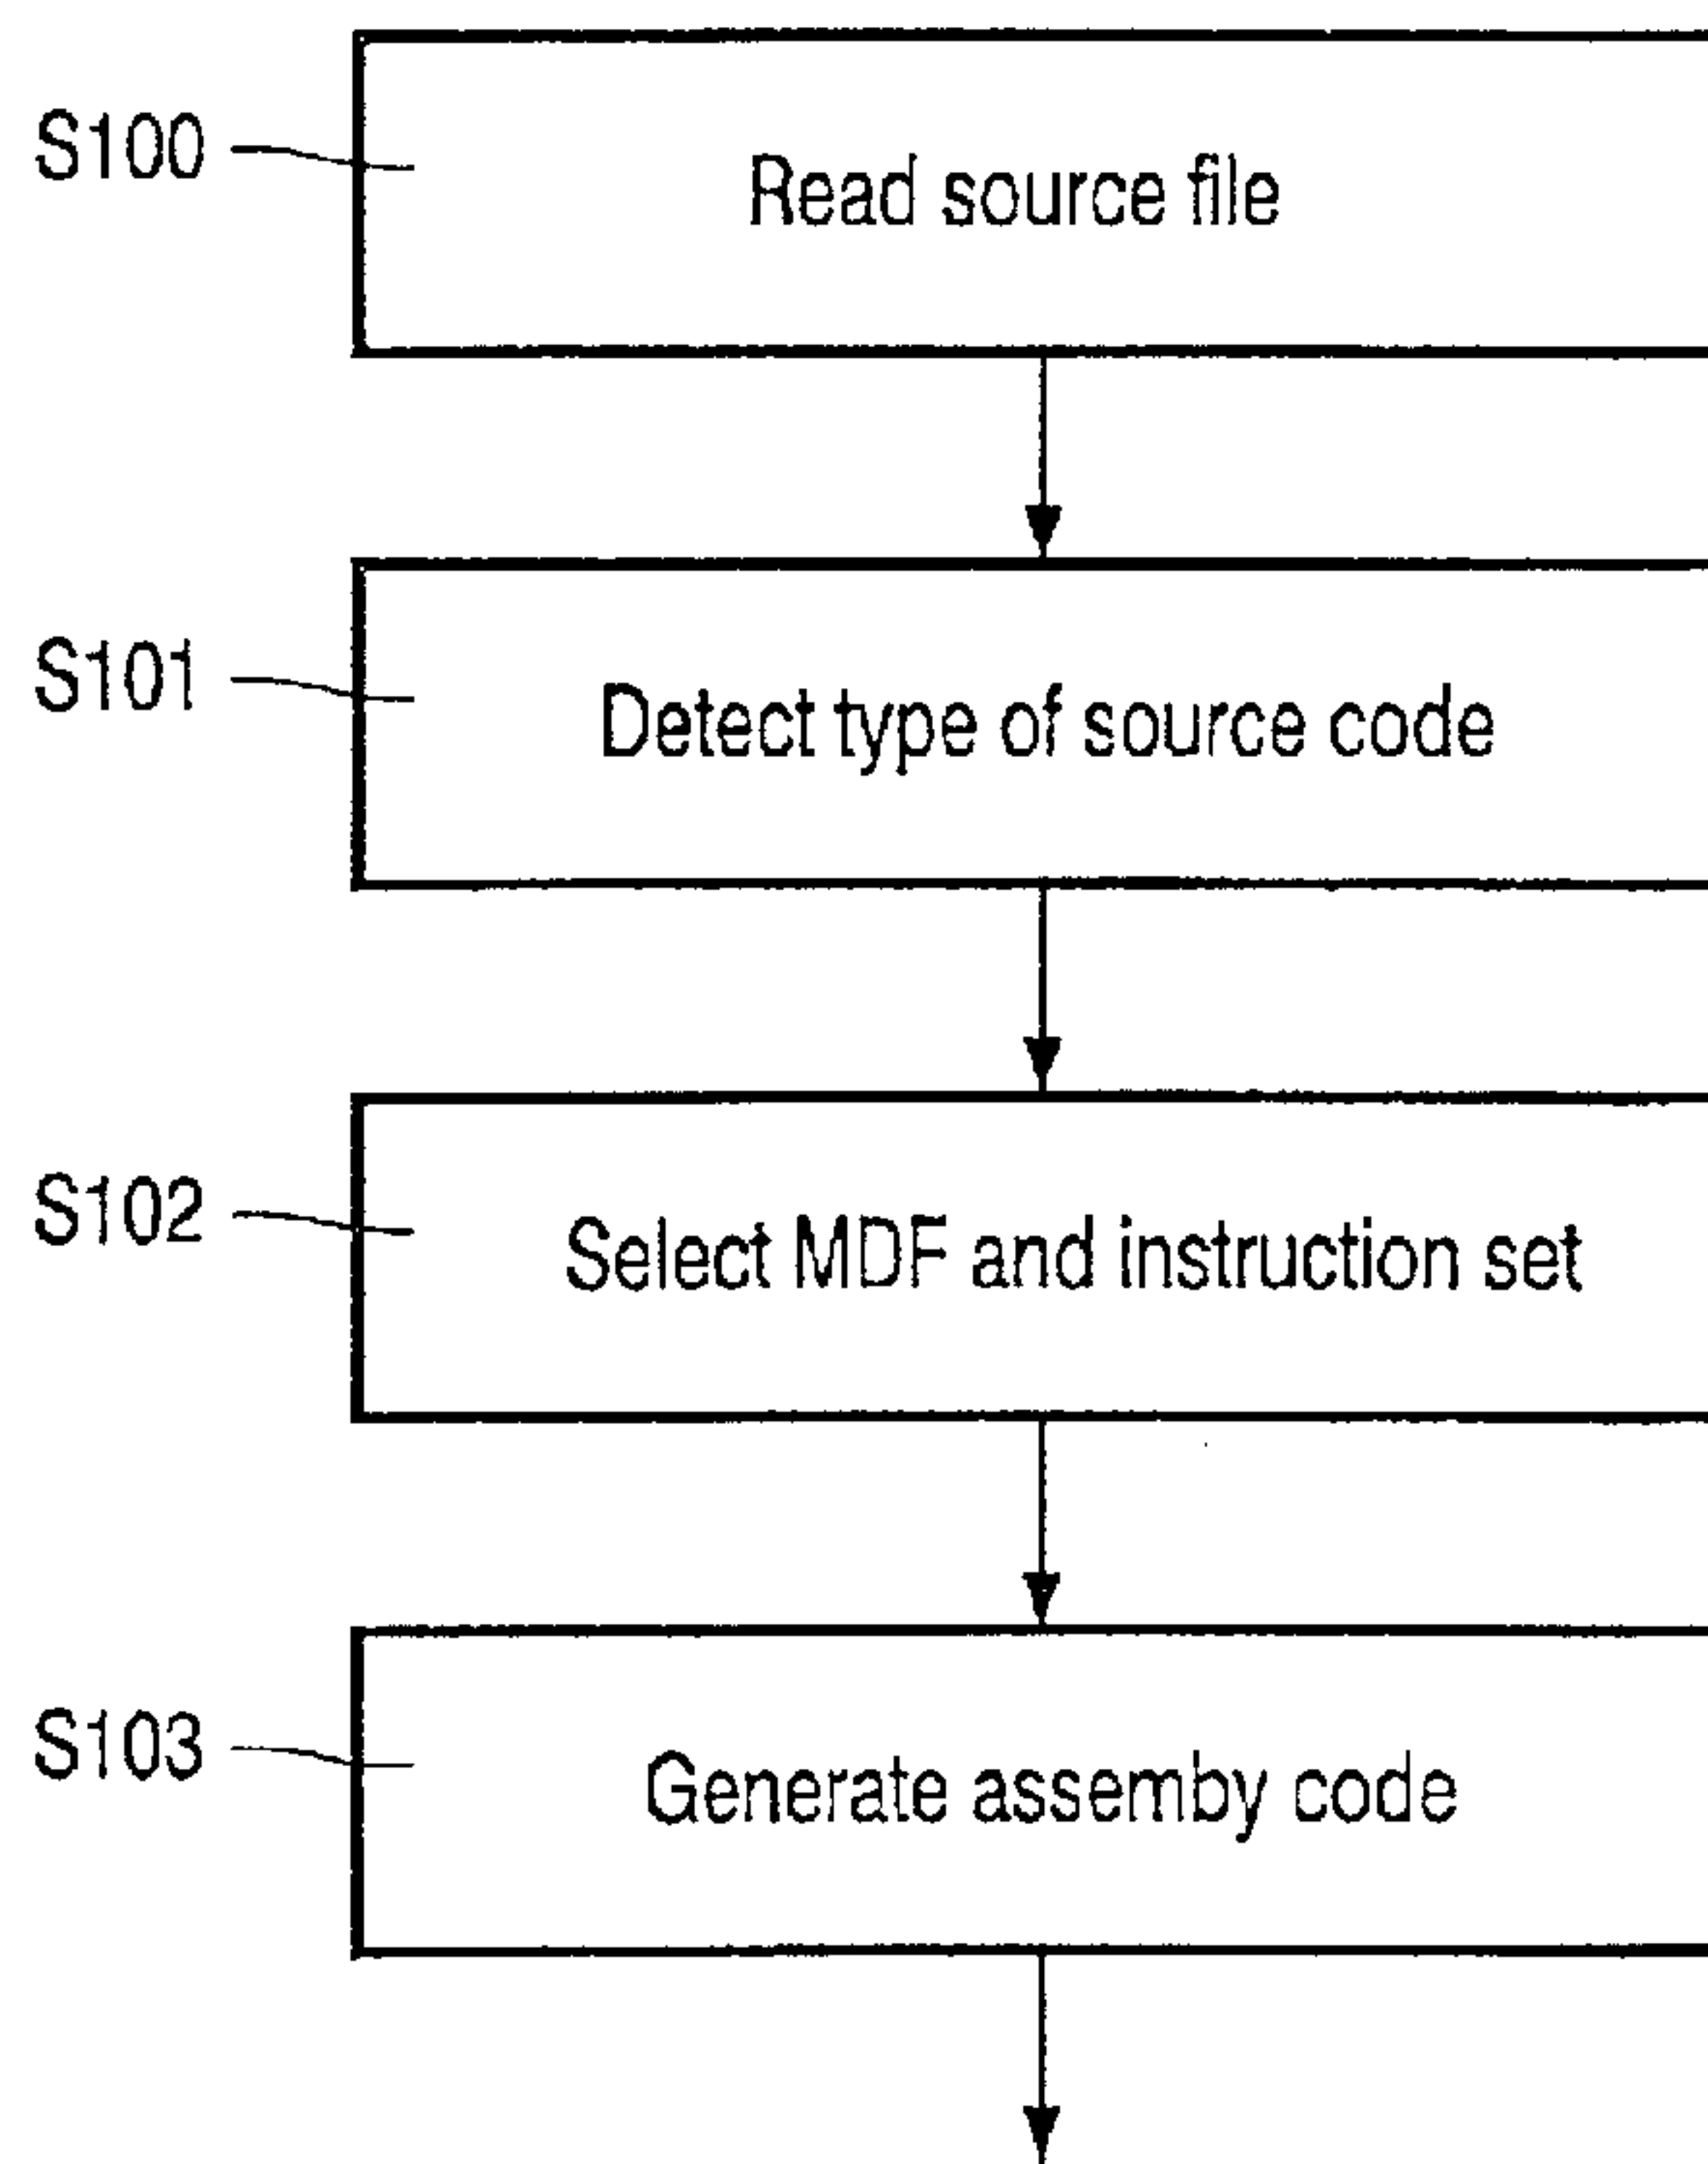 S100
Read source file
S101
Detect type of source code
S102
Select MDF and instruction set
S103
Generate assemby code